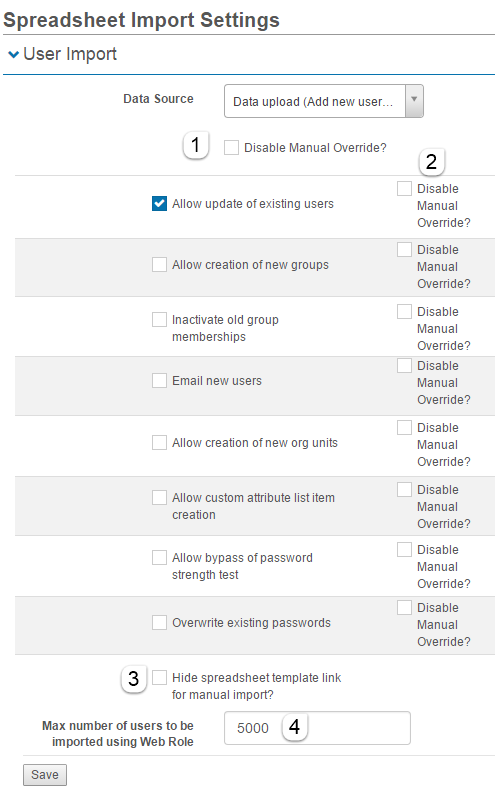 Spreadsheet Import Settings
User Import
Data Source
Data upload (Add new user...
1
Disable Manual Override?
2
Allow update of existing users
Disable
Manual
Override?
Allow creation of new groups
Disable
Manual
Override?
Inactivate old group
memberships
Disable
Manual
Override?
Email new users
Disable
Manual
Override?
Allow creation of new org units
Disable
Manual
Override?
Allow custom attribute list item
creation
Disable
Manual
Override?
Allow bypass of password
strength test
Disable
Manual
Override?
Overwrite existing passwords
Disable
Manual
Override?
3
Hide spreadsheet template link
for manual import?
Max number of users to be
imported using Web Role
5000
4
Save